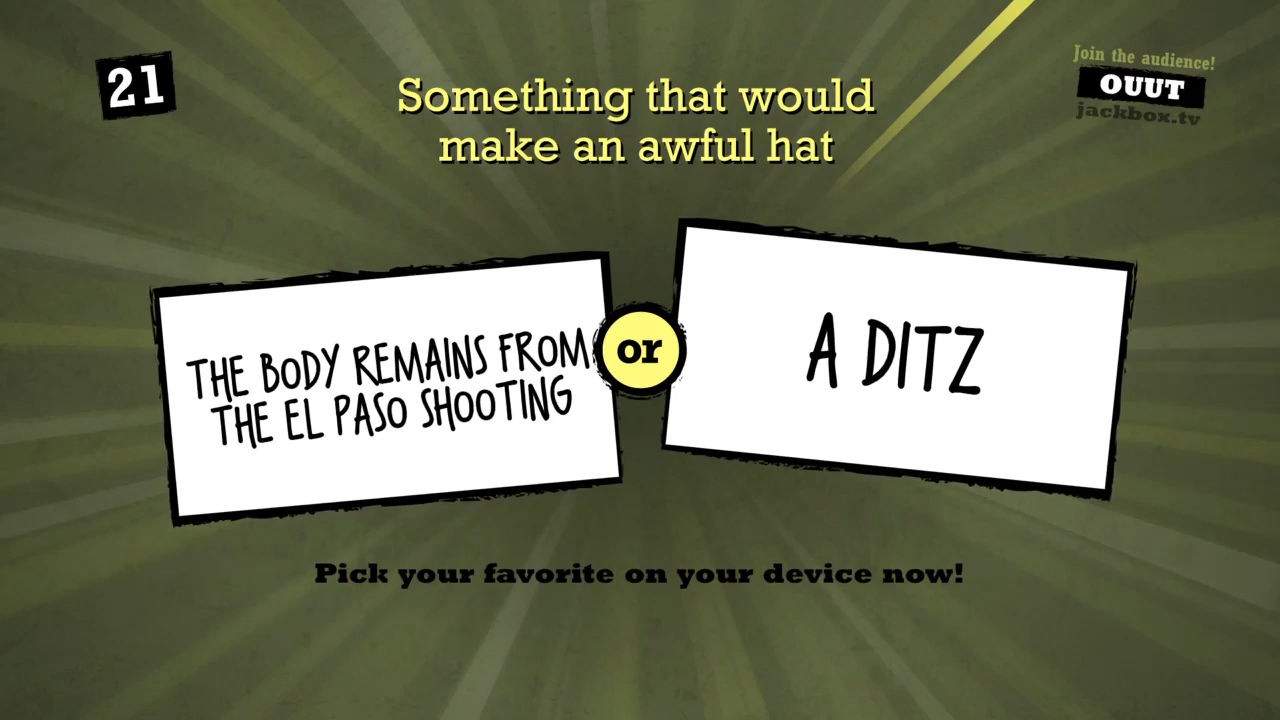 21
Something that would
make an awful hat
Join the audience!
OUUT
jackbox.tv
THE BODY REMAINS FROM
THE EL PASO SHOOTING
or
A DITZ
Pick your favorite on your device now!